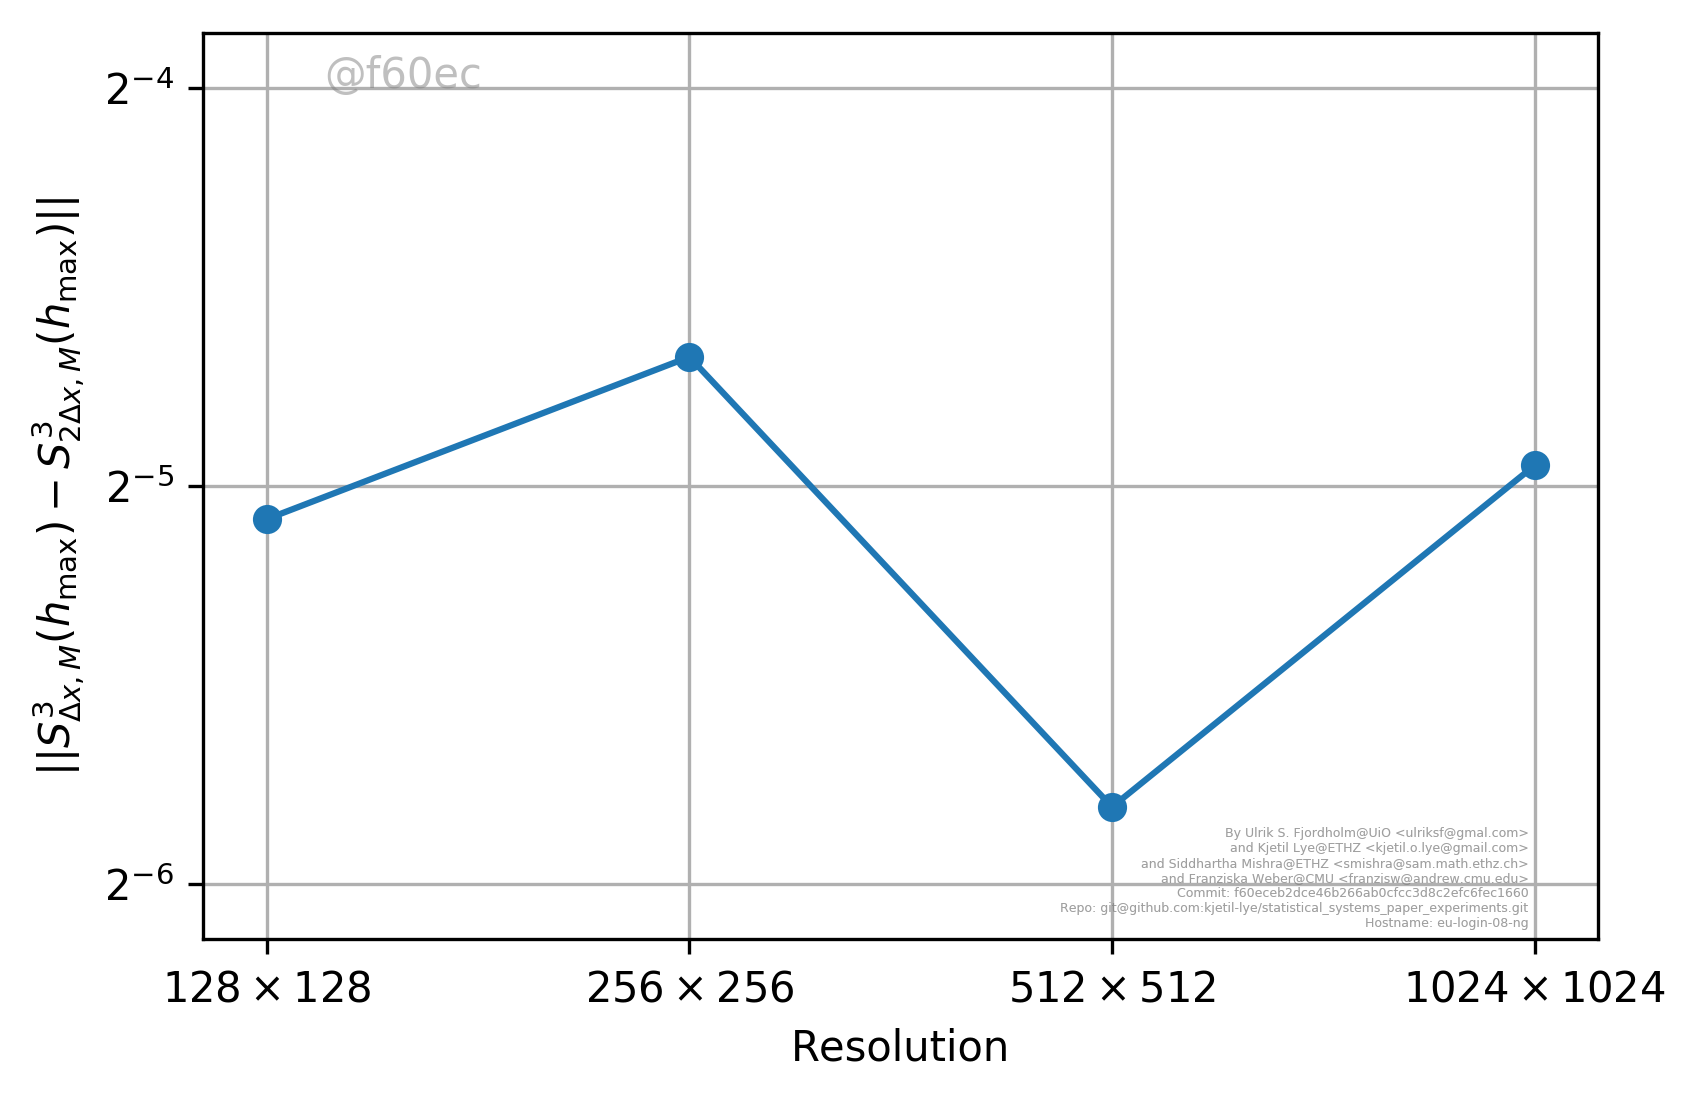 @f60ec
2⁻⁴
2⁻⁵
2⁻⁶
||S³_{Δx, M}(h_max) − S³_{2Δx, M}(h_max)||
By Ulrik S. Fjordholm@UiO <ulriksf@gmal.com>
and Kjetil Lye@ETHZ <kjetil.o.lye@gmail.com>
and Siddhartha Mishra@ETHZ <smishra@sam.math.ethz.ch>
and Franziska Weber@CMU <franzisw@andrew.cmu.edu>
Commit: f60eceb2dce46b266ab0cfcc3d8c2efc6fec1660
Repo: git@github.com:kjetil-lye/statistical_systems_paper_experiments.git
Hostname: eu-login-08-ng
128 × 128
256 × 256
512 × 512
1024 × 1024
Resolution